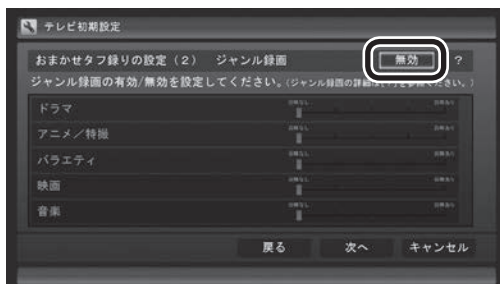 テレビ初期設定
おまかせタフ録りの設定（2） ジャンル録画 無効 ?
ジャンル録画の有効/無効を設定してください。（ジャンル録画の詳細は[?]を参照ください。）
ドラマ
アニメ／特撮
バラエティ
映画
音楽
戻る 次へ キャンセル